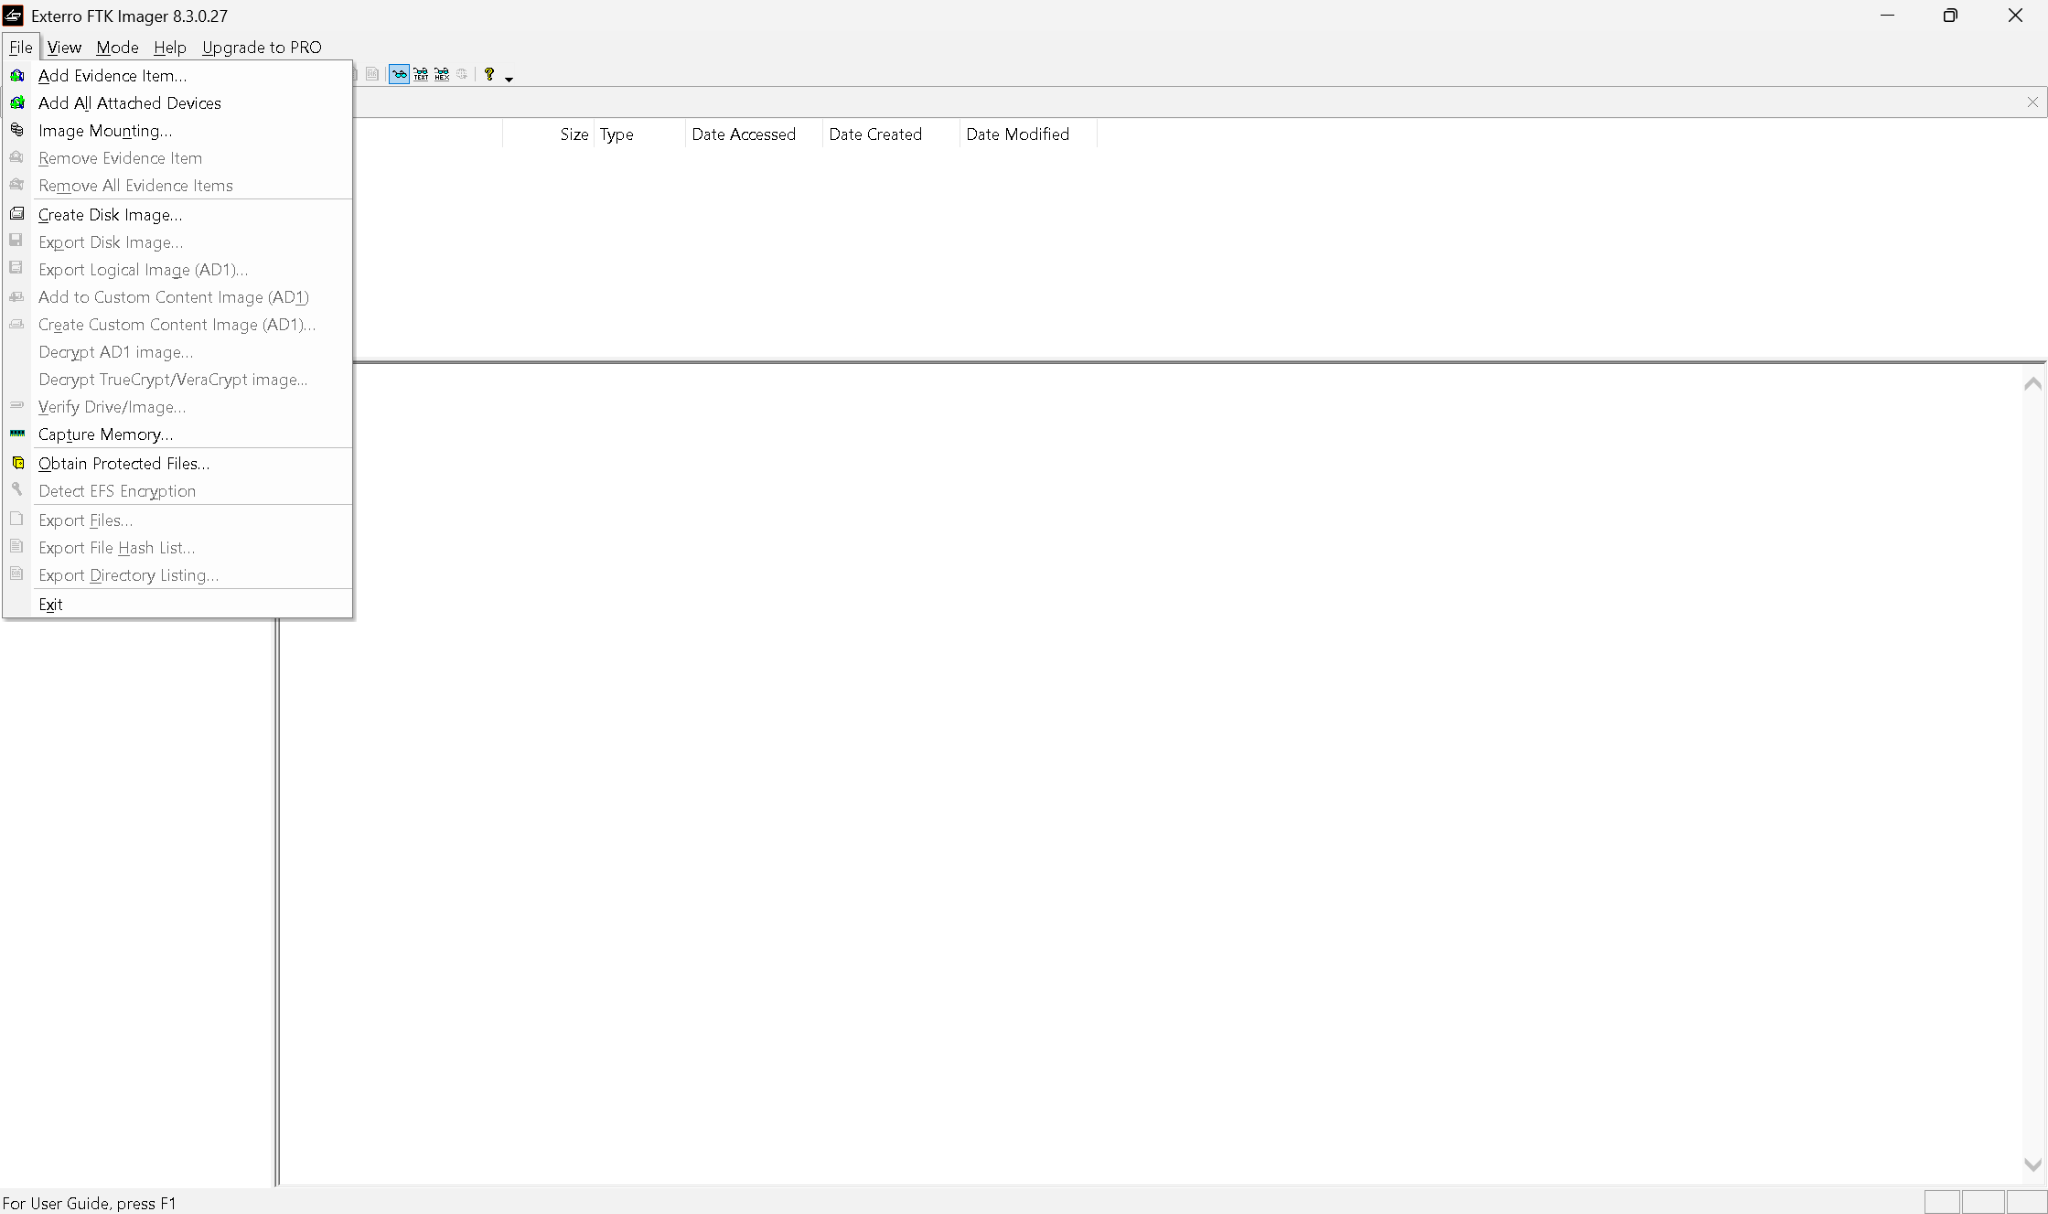 Exterro FTK Imager 8.3.0.27
File View Mode Help Upgrade to PRO
Add Evidence Item...
Add All Attached Devices
Image Mounting...
Remove Evidence Item
Remove All Evidence Items
Create Disk Image...
Export Disk Image...
Export Logical Image (AD1)...
Add to Custom Content Image (AD1)
Create Custom Content Image (AD1)...
Decrypt AD1 image...
Decrypt TrueCrypt/VeraCrypt image...
Verify Drive/Image...
Capture Memory...
Obtain Protected Files...
Detect EFS Encryption
Export Files...
Export File Hash List...
Export Directory Listing...
Exit
TEXT HEX
Size Type Date Accessed Date Created Date Modified
For User Guide, press F1